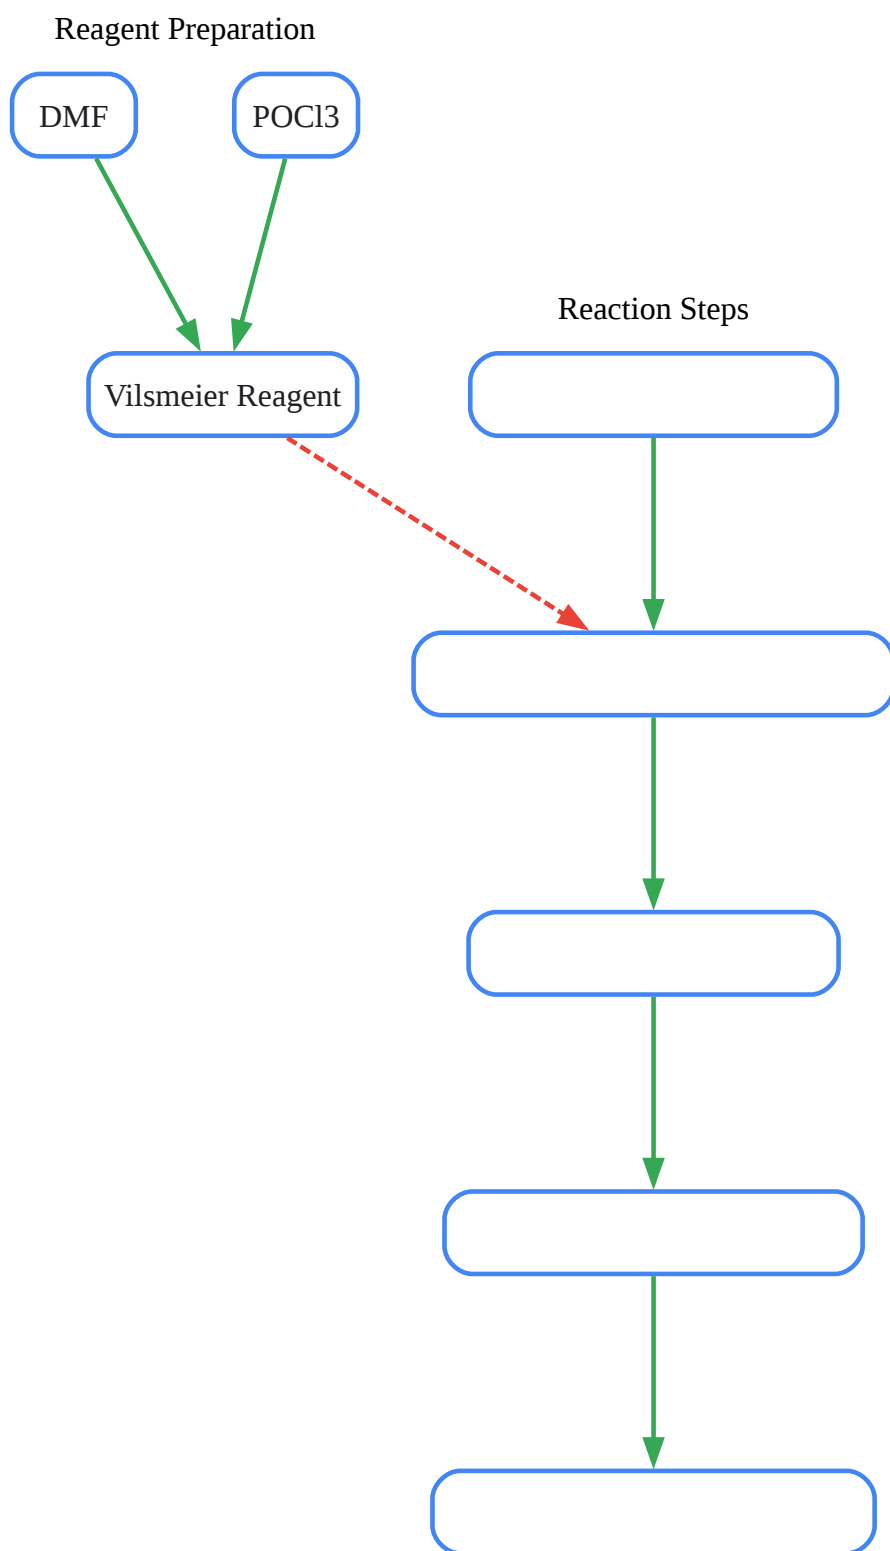 Reagent Preparation
DMF
POCl3
Vilsmeier Reagent
Reaction Steps